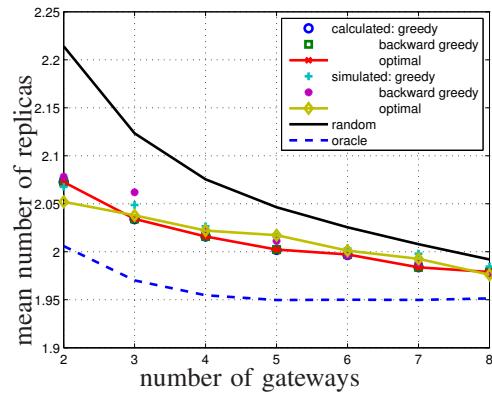 2.25
2.2
2.15
2.1
2.05
2
1.95
1.9
mean number of replicas
calculated: greedy
backward greedy
optimal
simulated: greedy
backward greedy
optimal
random
oracle
2 3 4 5 6 7 8
number of gateways